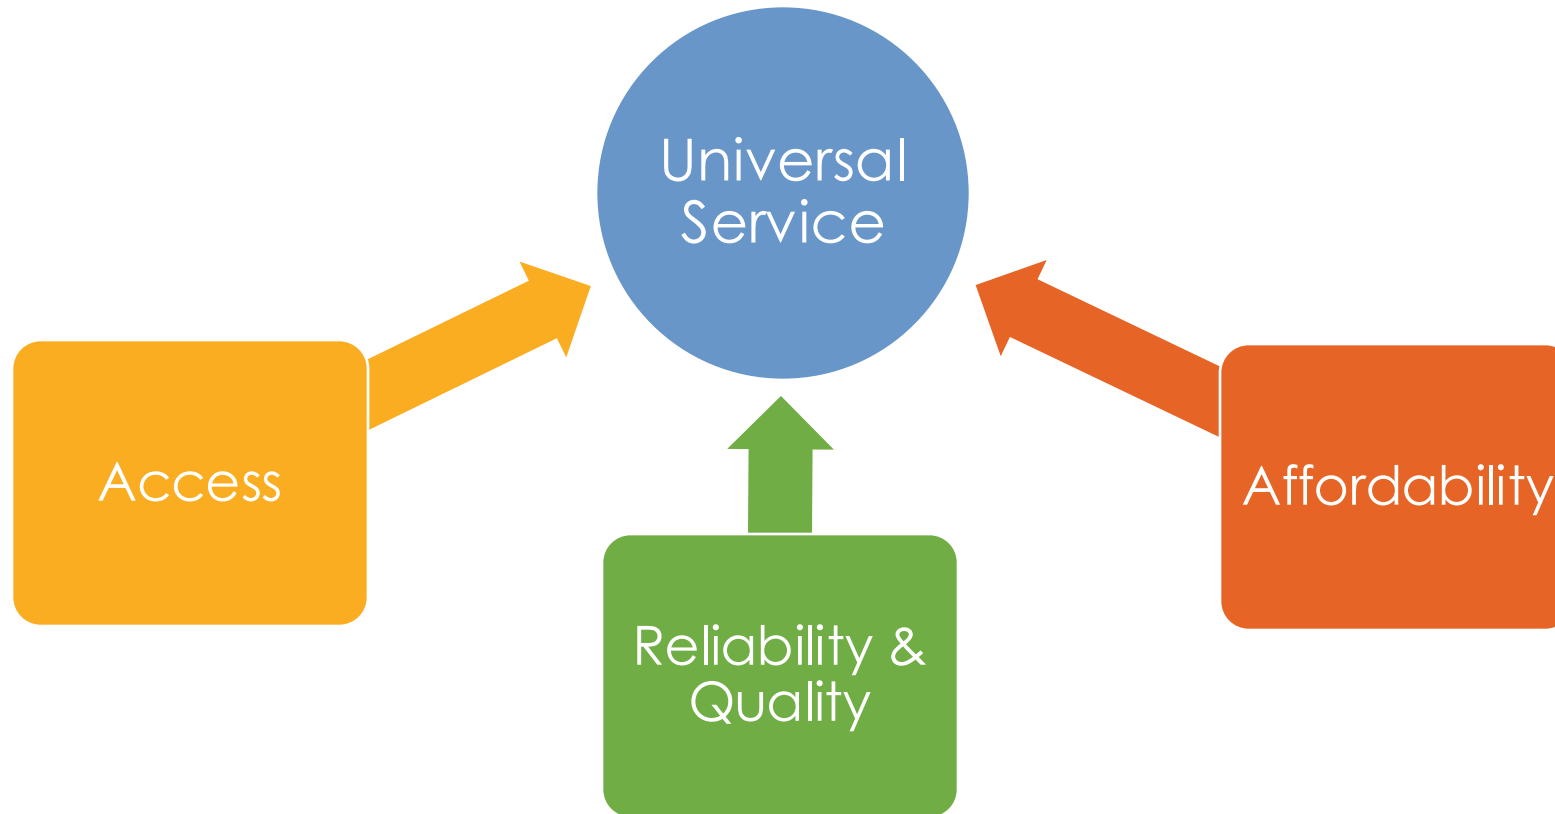 Universal
Service
Access
Affordability
Reliability &
Quality